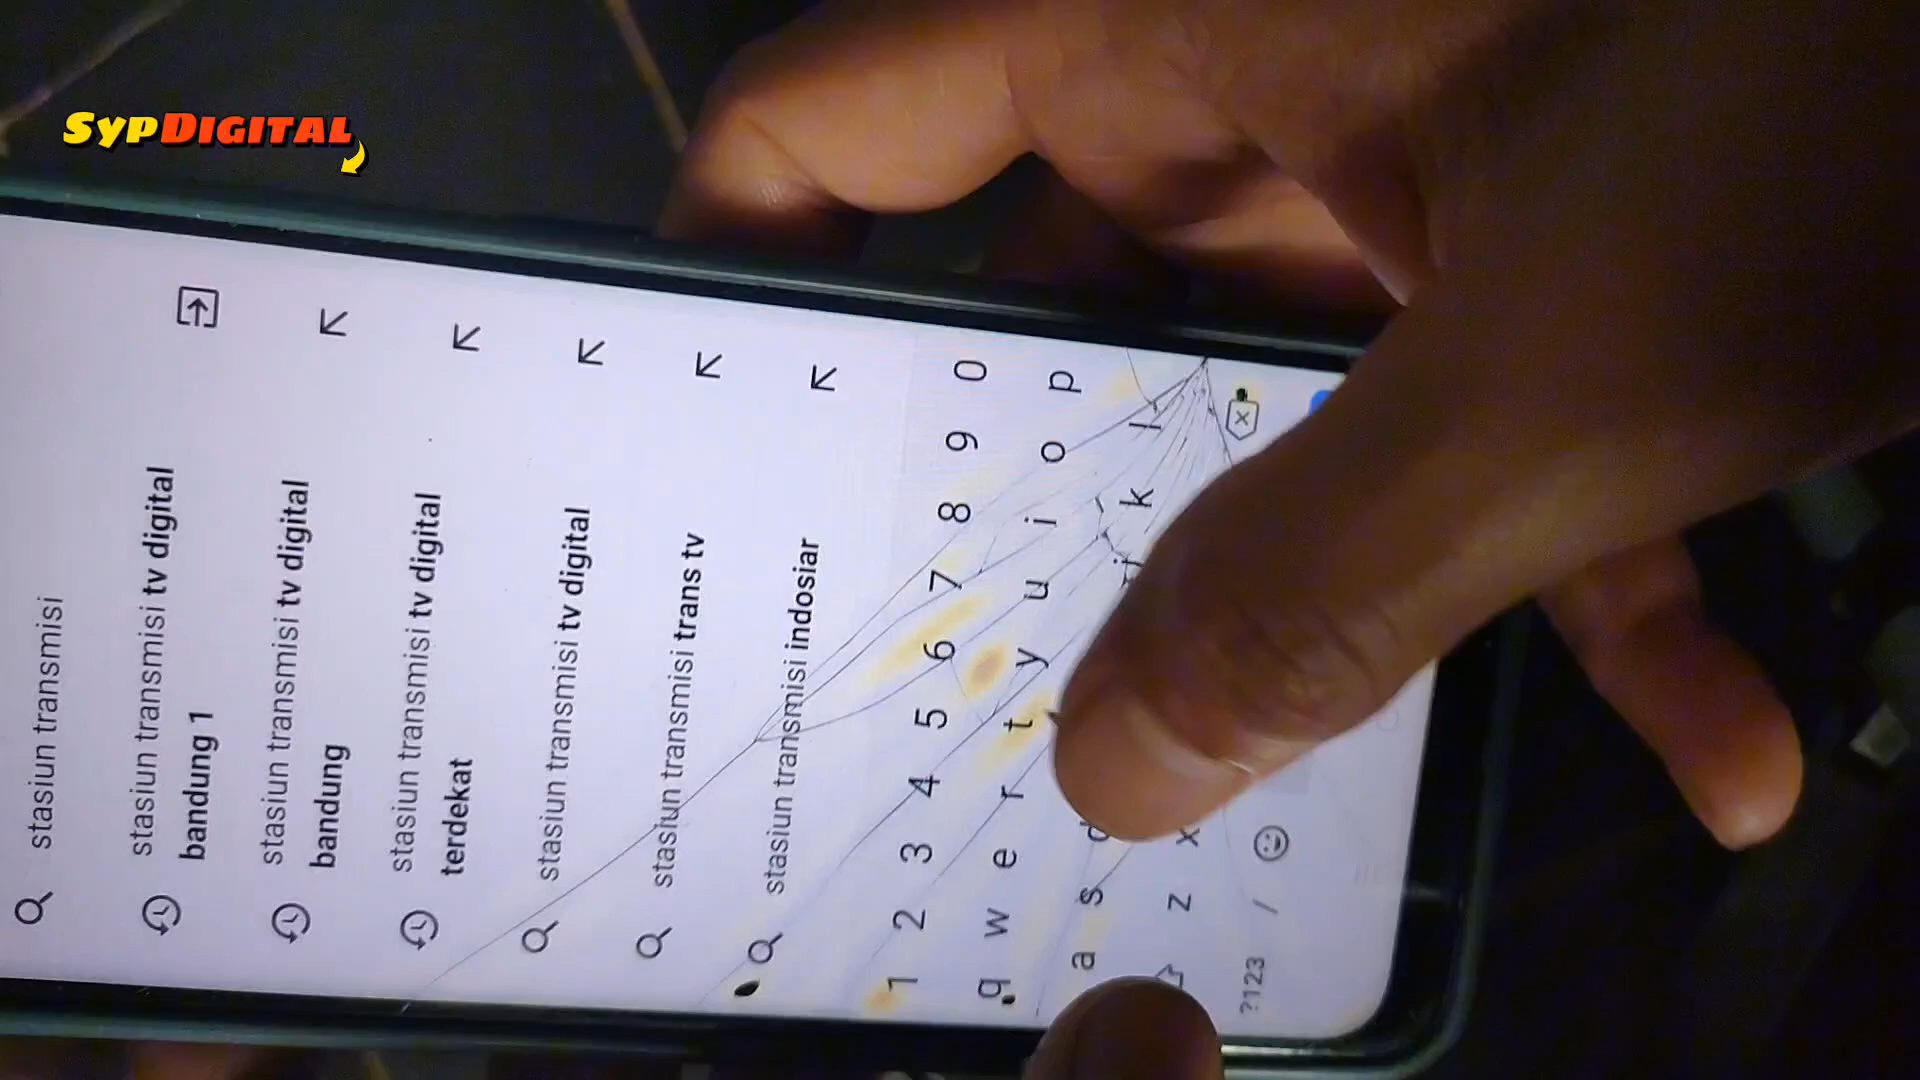 SYPDIGITAL
stasiun transmisi
stasiun transmisi tv digital
bandung 1
stasiun transmisi tv digital
bandung
stasiun transmisi tv digital
terdekat
stasiun transmisi tv digital
stasiun transmisi trans tv
stasiun transmisi indosiar
1 2 3 4 5 6 7 8 9 0
q w e r t y u i o p
a s d j k l
z x
?123 /